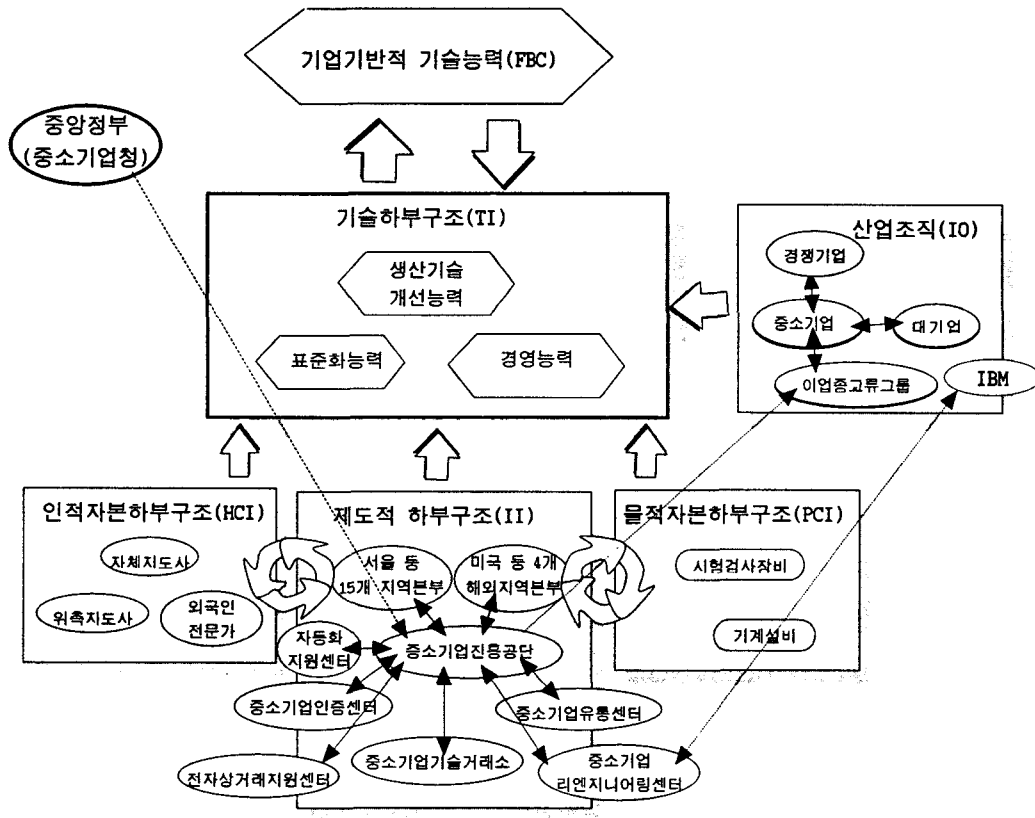 기업기반적 기술능력(FBC)
중앙정부
(중소기업청)
기술하부구조(TI)
생산기술
개선능력
표준화능력
경영능력
산업조직(IO)
경쟁기업
중소기업
대기업
이업종교류그룹
IBM
인적자본하부구조(HCI)
자체지도사
위촉지도사
외국인
전문가
제도적 하부구조(II)
서울 등
15개 지역본부
미국 등 4개
해외지역본부
자동화
지원센터
중소기업진흥공단
중소기업인증센터
중소기업유통센터
전자상거래지원센터
중소기업기술거래소
중소기업
리엔지니어링센터
물적자본하부구조(PCI)
시험검사장비
기계설비